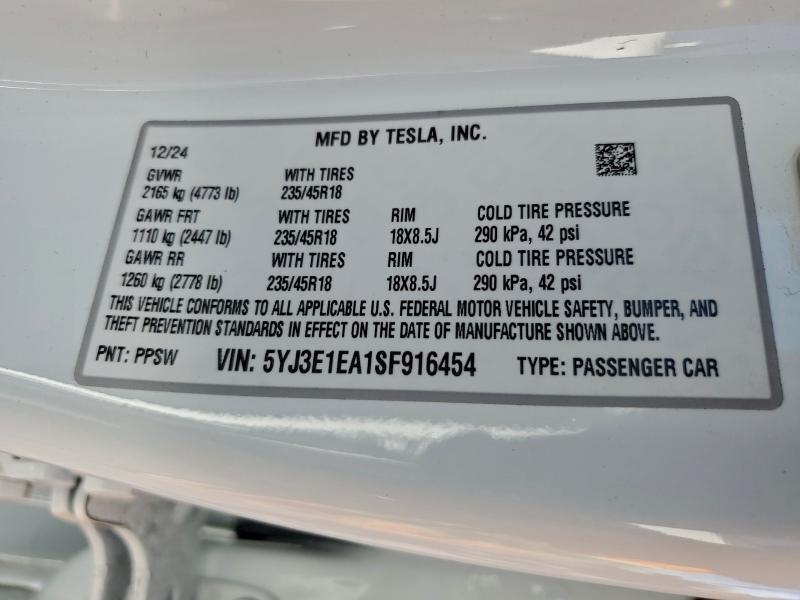 MFD BY TESLA, INC.
12/24
GVWR WITH TIRES
2165 kg (4773 lb) 235/45R18
GAWR FRT WITH TIRES RIM COLD TIRE PRESSURE
1110 kg (2447 lb) 235/45R18 18X8.5J 290 kPa, 42 psi
GAWR RR WITH TIRES RIM COLD TIRE PRESSURE
1260 kg (2778 lb) 235/45R18 18X8.5J 290 kPa, 42 psi
THIS VEHICLE CONFORMS TO ALL APPLICABLE U.S. FEDERAL MOTOR VEHICLE SAFETY, BUMPER, AND
THEFT PREVENTION STANDARDS IN EFFECT ON THE DATE OF MANUFACTURE SHOWN ABOVE.
PNT: PPSW VIN: 5YJ3E1EA1SF916454 TYPE: PASSENGER CAR